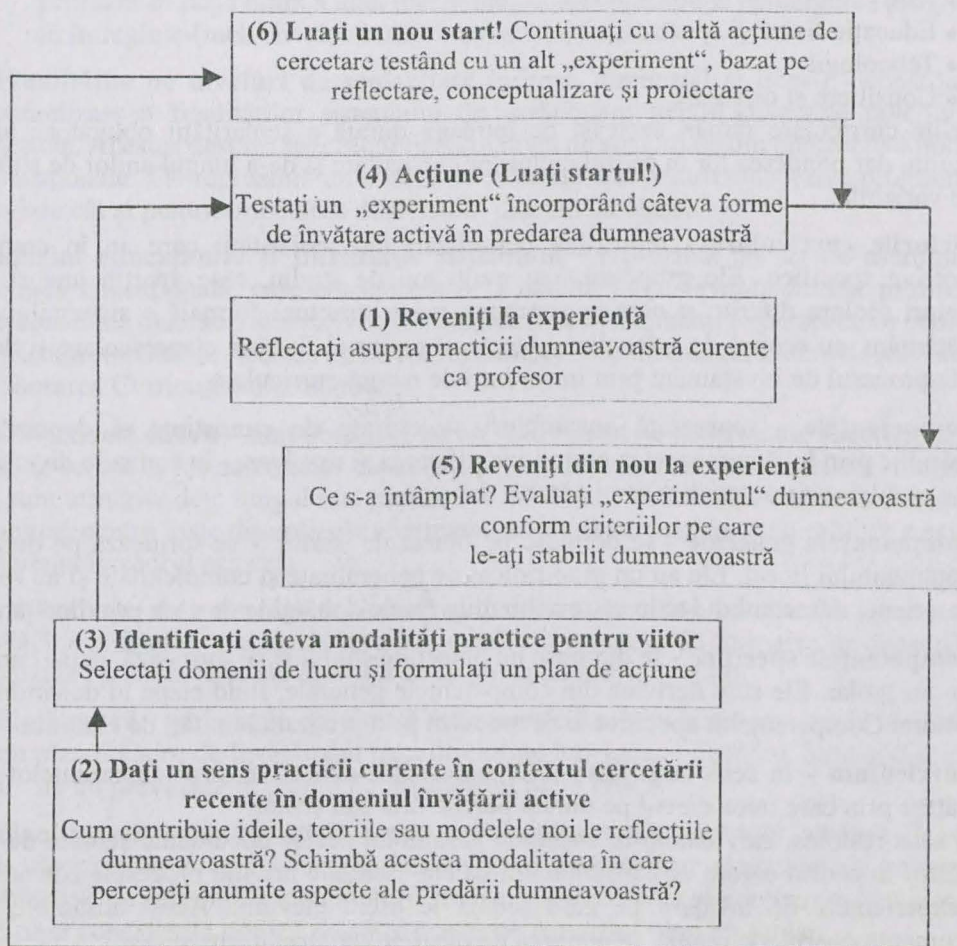 (6) Luați un nou start! Continuați cu o altă acțiune de
cercetare testând cu un alt „experiment“, bazat pe
reflectare, conceptualizare și proiectare
(4) Acțiune (Luați startul!)
Testați un „experiment“ încorporând câteva forme
de învățare activă în predarea dumneavoastră
(1) Reveniți la experiență
Reflectați asupra practicii dumneavoastră curente
ca profesor
(5) Reveniți din nou la experiență
Ce s-a întâmplat? Evaluați „experimentul“ dumneavoastră
conform criteriilor pe care
le-ați stabilit dumneavoastră
(3) Identificați câteva modalități practice pentru viitor
Selectați domenii de lucru și formulați un plan de acțiune
(2) Dați un sens practicii curente în contextul cercetării
recente în domeniul învățării active
Cum contribuie ideile, teoriile sau modelele noi le reflecțiile
dumneavoastră? Schimbă acestea modalitatea în care
percepeți anumite aspecte ale predării dumneavoastră?